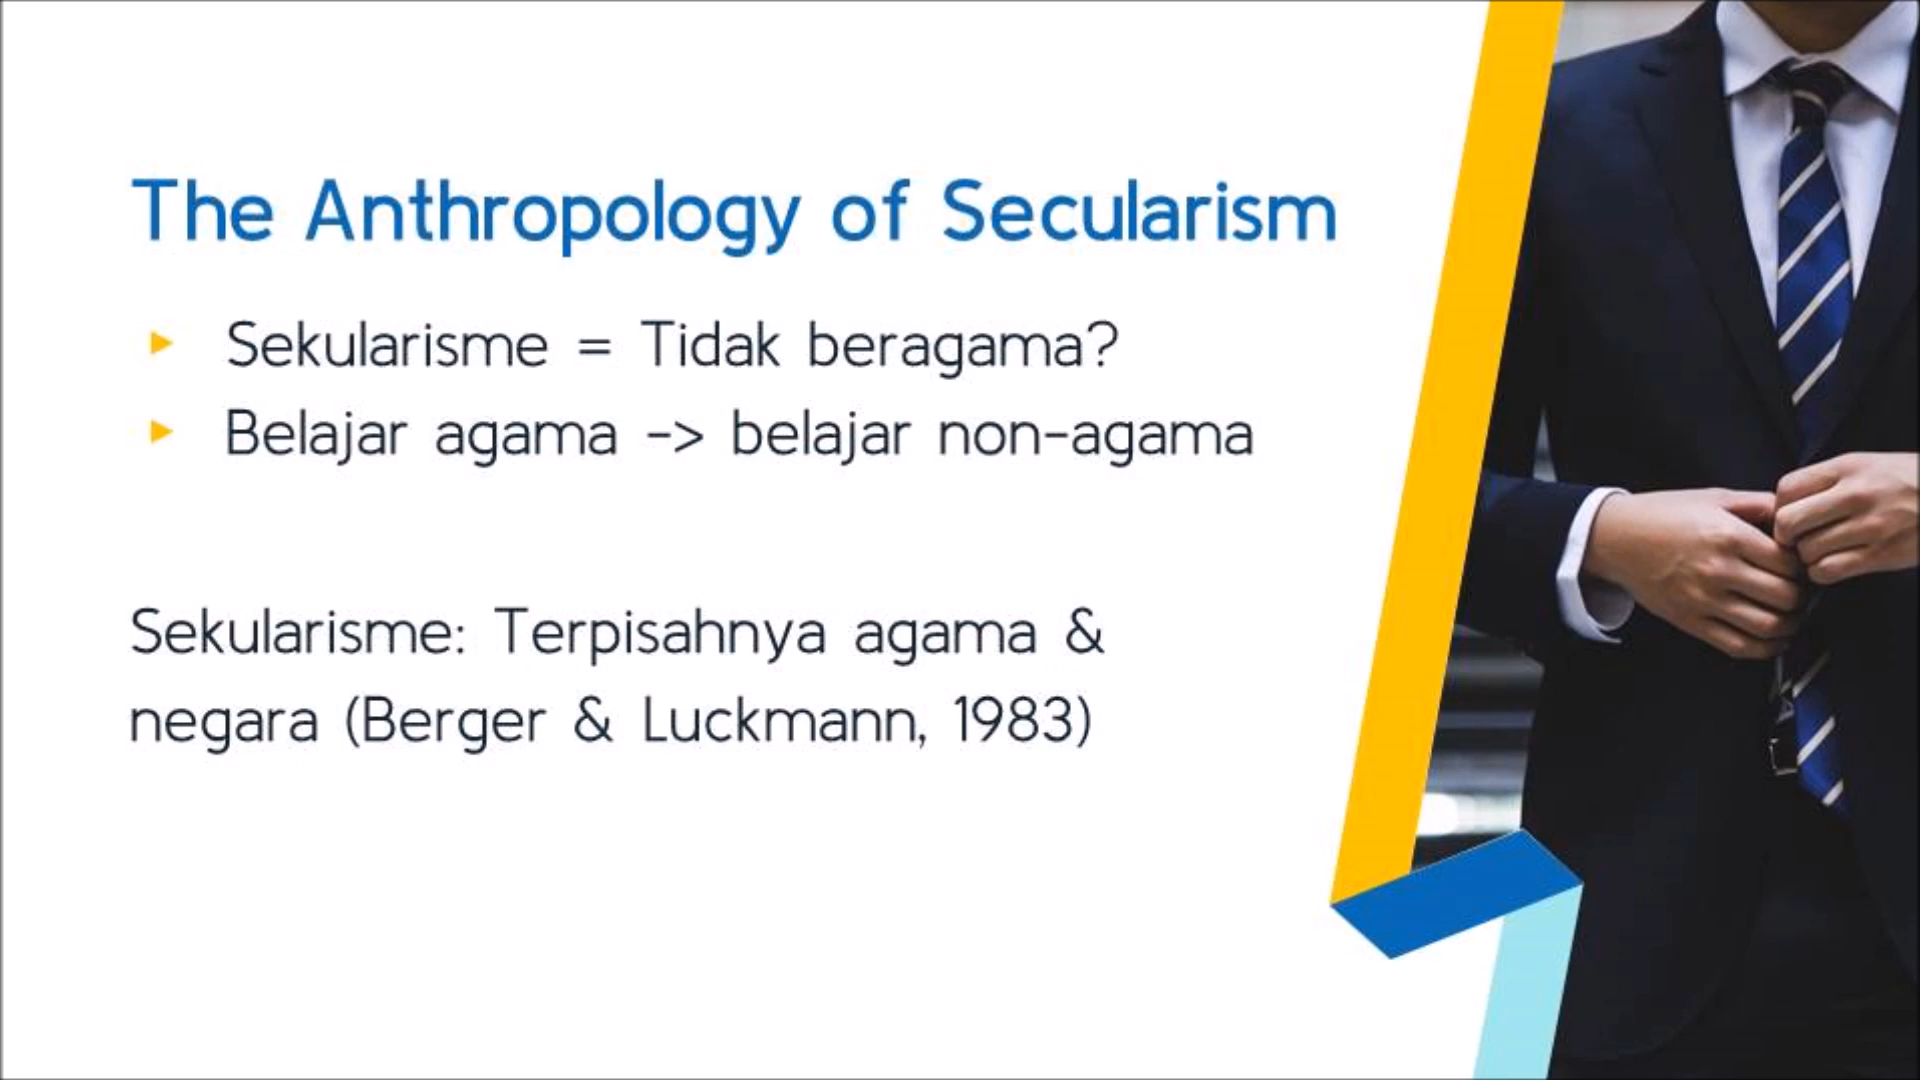 The Anthropology of Secularism
Sekularisme = Tidak beragama?
Belajar agama -> belajar non-agama
Sekularisme: Terpisahnya agama &
negara (Berger & Luckmann, 1983)